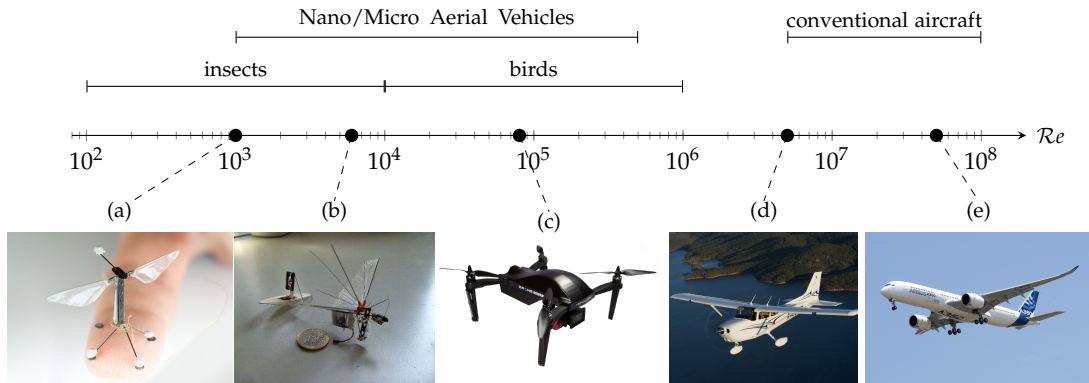 Nano/Micro Aerial Vehicles
conventional aircraft
insects
birds
10² 10³ 10⁴ 10⁵ 10⁶ 10⁷ 10⁸ Re
(a) (b) (c) (d) (e)